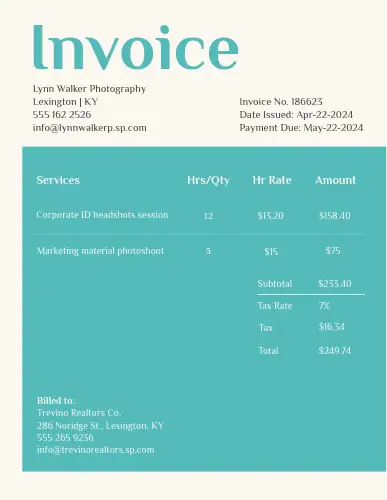 Invoice
Lynn Walker Photography
Lexington | KY
555 162 2526
info@lynnwalkerp.sp.com
Invoice No. 186623
Date Issued: Apr-22-2024
Payment Due: May-22-2024
Services Hrs/Qty Hr Rate Amount
Corporate ID headshots session 12 $13.20 $158.40
Marketing material photoshoot 5 $15 $75
Subtotal $233.40
Tax Rate 7%
Tax $16.34
Total $249.74
Billed to:
Trevino Realtors Co.
286 Noridge St., Lexington, KY
555 265 9236
info@trevinorealtors.sp.com